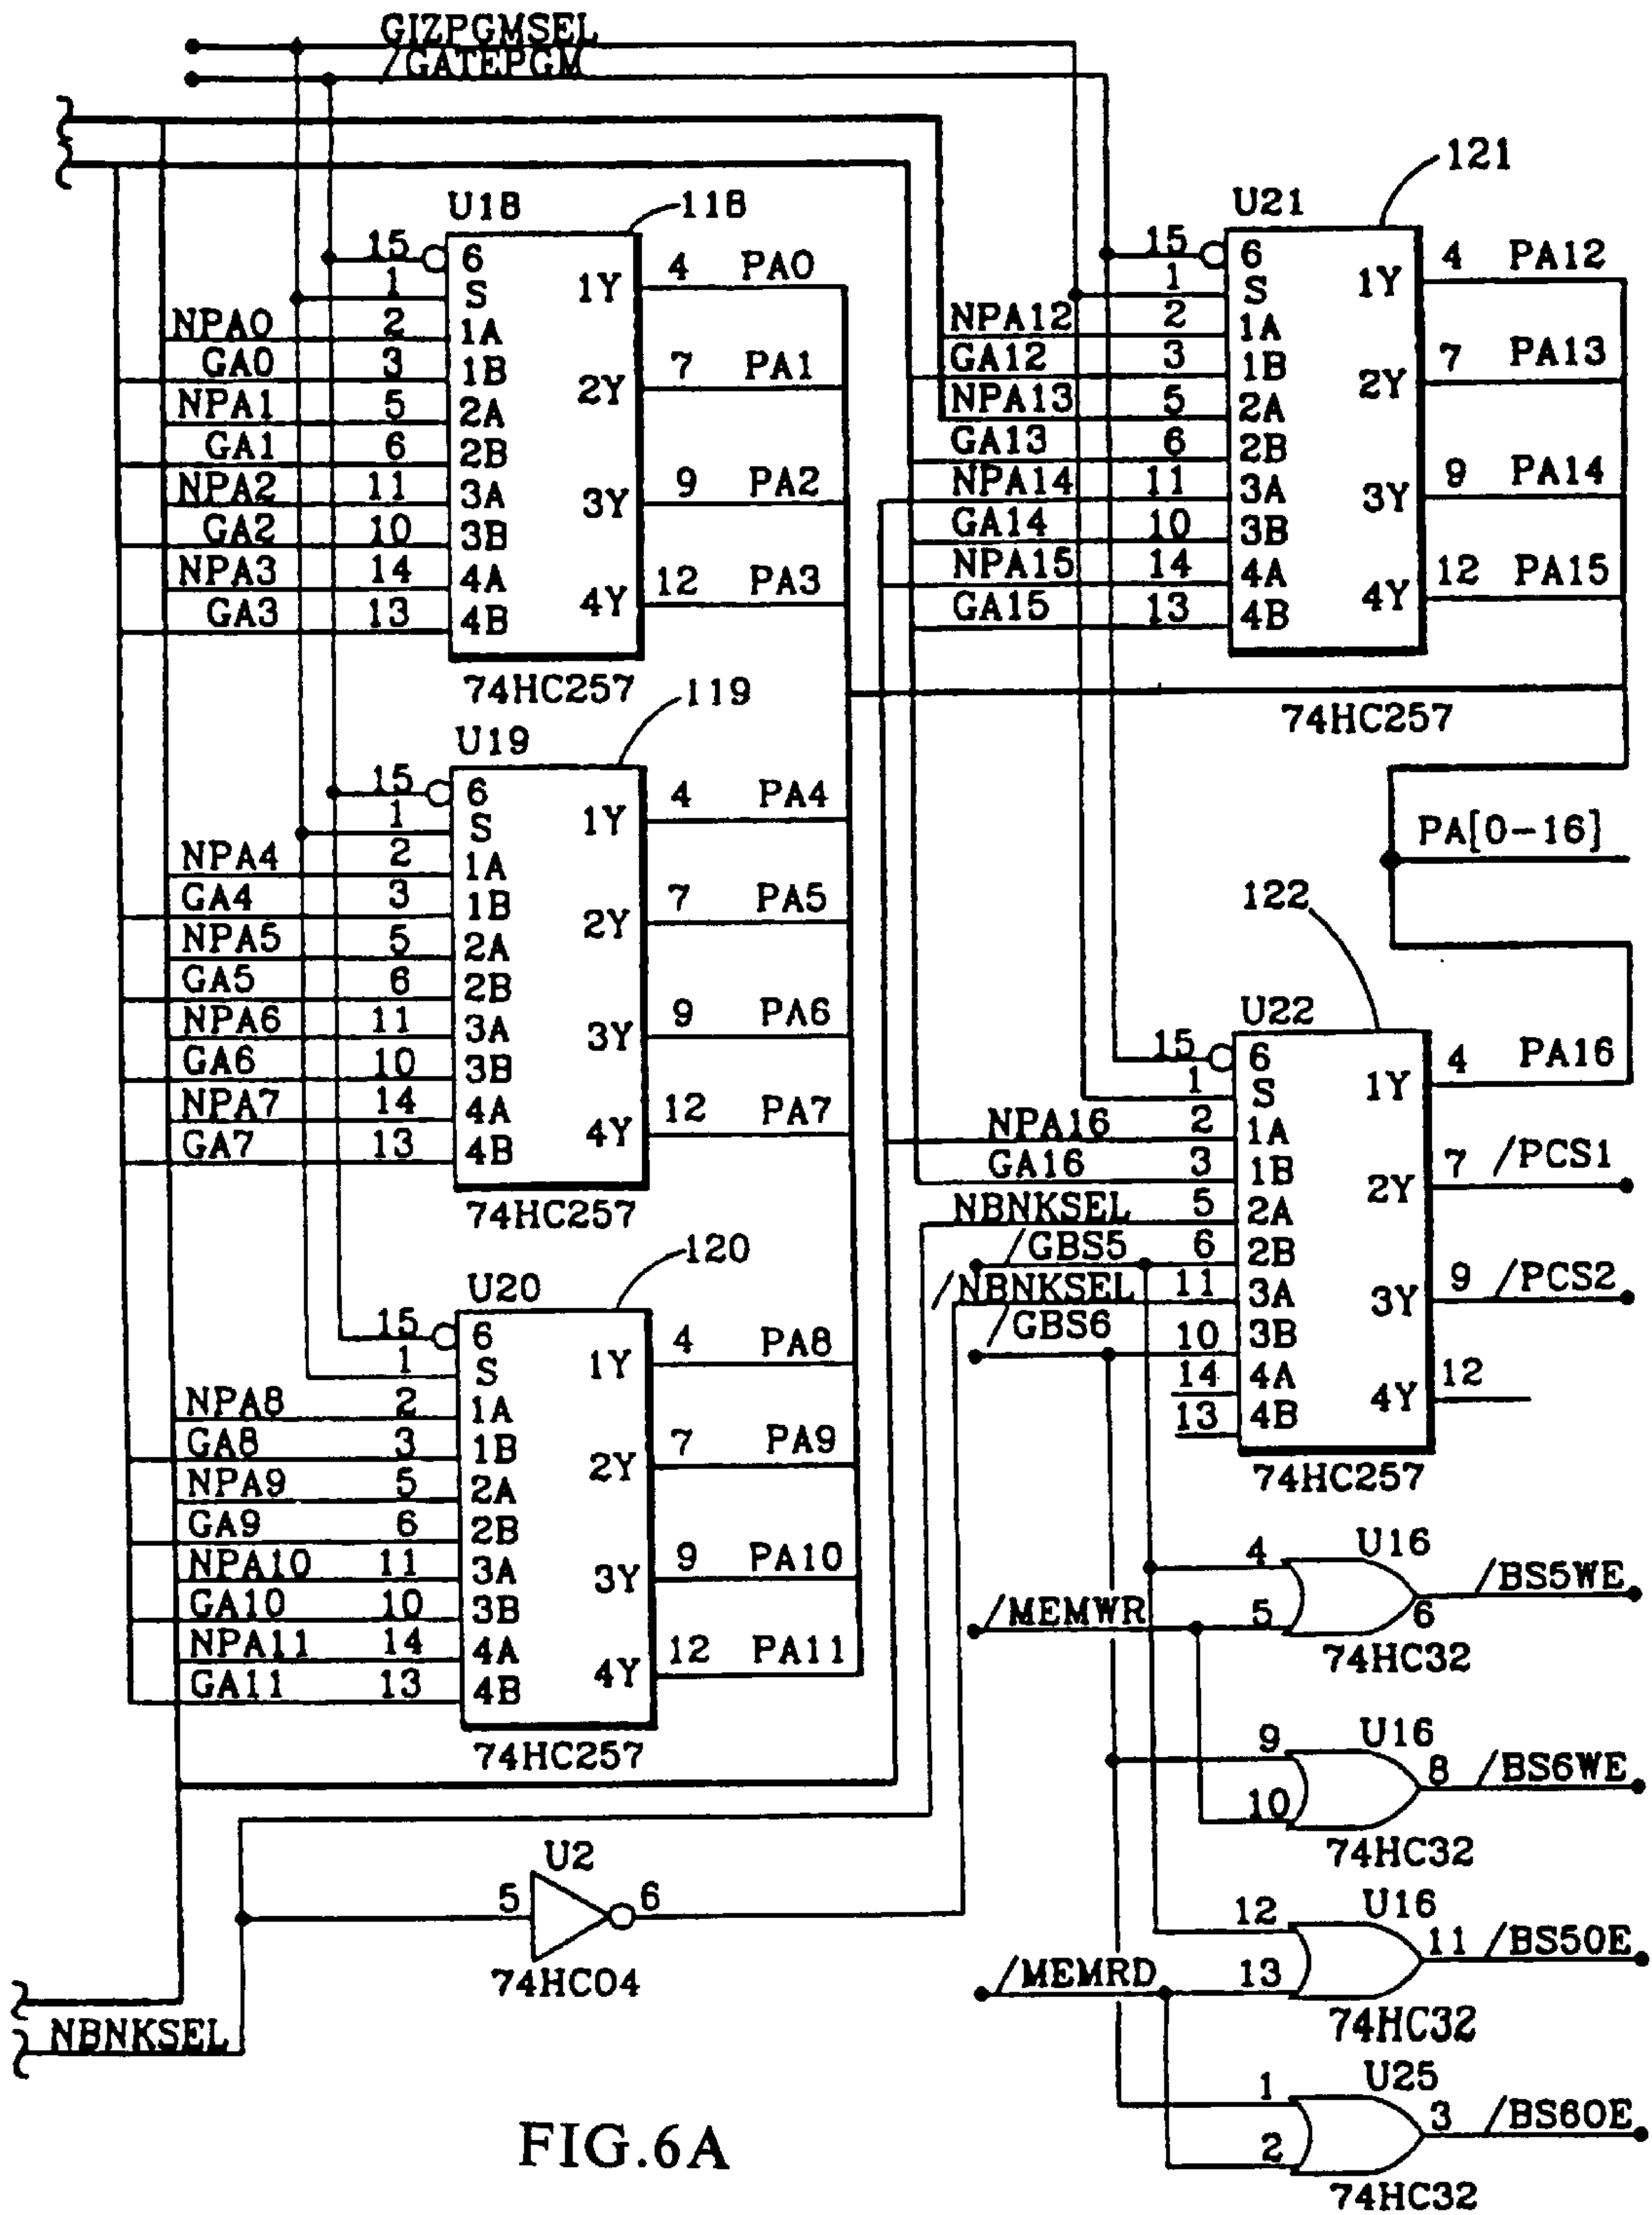 GIZPGMSEL
/GATEPGM
U18
118
15 6
1 S
NPA0 2 1A
GA0 3 1B
NPA1 5 2A
GA1 6 2B
NPA2 11 3A
GA2 10 3B
NPA3 14 4A
GA3 13 4B
1Y 4 PA0
2Y 7 PA1
3Y 9 PA2
4Y 12 PA3
74HC257
U19
119
15 6
1 S
NPA4 2 1A
GA4 3 1B
NPA5 5 2A
GA5 6 2B
NPA6 11 3A
GA6 10 3B
NPA7 14 4A
GA7 13 4B
1Y 4 PA4
2Y 7 PA5
3Y 9 PA6
4Y 12 PA7
74HC257
U20
120
15 6
1 S
NPA8 2 1A
GA8 3 1B
NPA9 5 2A
GA9 6 2B
NPA10 11 3A
GA10 10 3B
NPA11 14 4A
GA11 13 4B
1Y 4 PA8
2Y 7 PA9
3Y 9 PA10
4Y 12 PA11
74HC257
U21
121
15 6
1 S
NPA12 2 1A
GA12 3 1B
NPA13 5 2A
GA13 6 2B
NPA14 11 3A
GA14 10 3B
NPA15 14 4A
GA15 13 4B
1Y 4 PA12
2Y 7 PA13
3Y 9 PA14
4Y 12 PA15
74HC257
PA[0-16]
122
U22
15 6
1 S
NPA16 2 1A
GA16 3 1B
NBNKSEL 5 2A
/GBS5 6 2B
/NBNKSEL 11 3A
/GBS6 10 3B
14 4A
13 4B
1Y 4 PA16
2Y 7 /PCS1
3Y 9 /PCS2
4Y 12
74HC257
U16
4
/MEMWR 5
6 /BS5WE
74HC32
U16
9
10
8 /BS6WE
74HC32
U16
12
/MEMRD 13
11 /BS5OE
74HC32
U25
1
2
3 /BS6OE
74HC32
U2
5 6
74HC04
NBNKSEL
FIG.6A